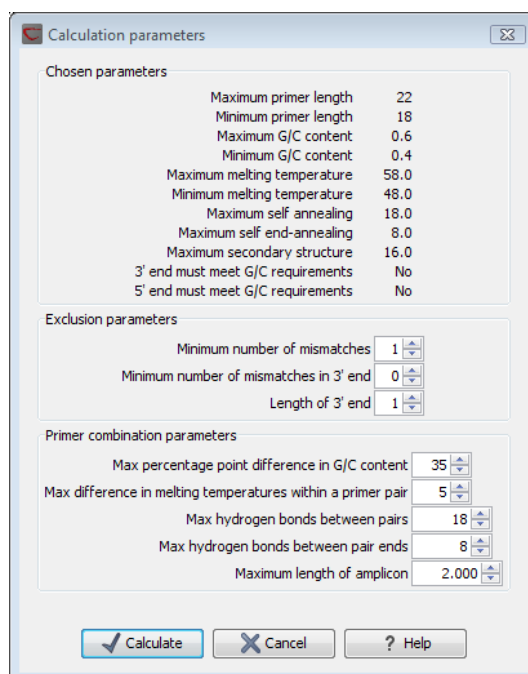 Calculation parameters
Chosen parameters
Maximum primer length 22
Minimum primer length 18
Maximum G/C content 0.6
Minimum G/C content 0.4
Maximum melting temperature 58.0
Minimum melting temperature 48.0
Maximum self annealing 18.0
Maximum self end-annealing 8.0
Maximum secondary structure 16.0
3' end must meet G/C requirements No
5' end must meet G/C requirements No
Exclusion parameters
Minimum number of mismatches 1
Minimum number of mismatches in 3' end 0
Length of 3' end 1
Primer combination parameters
Max percentage point difference in G/C content 35
Max difference in melting temperatures within a primer pair 5
Max hydrogen bonds between pairs 18
Max hydrogen bonds between pair ends 8
Maximum length of amplicon 2.000
Calculate Cancel ? Help